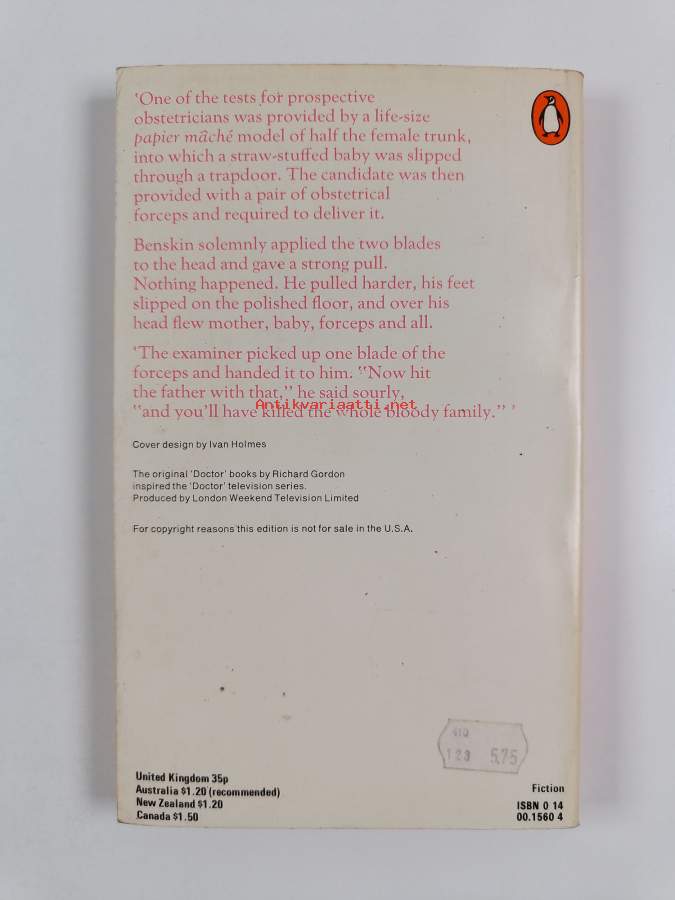 'One of the tests for prospective
obstetricians was provided by a life-size
papier mâché model of half the female trunk,
into which a straw-stuffed baby was slipped
through a trapdoor. The candidate was then
provided with a pair of obstetrical
forceps and required to deliver it.
Benskin solemnly applied the two blades
to the head and gave a strong pull.
Nothing happened. He pulled harder, his feet
slipped on the polished floor, and over his
head flew mother, baby, forceps and all.
'The examiner picked up one blade of the
forceps and handed it to him. "Now hit
the father with that," he said sourly,
Antikvariaatti.net
"and you'll have killed the whole bloody family." '
Cover design by Ivan Holmes
The original 'Doctor' books by Richard Gordon
inspired the 'Doctor' television series.
Produced by London Weekend Television Limited
For copyright reasons this edition is not for sale in the U.S.A.
410
123 5.75
United Kingdom 35p
Australia $1.20 (recommended)
New Zealand $1.20
Canada $1.50
Fiction
ISBN 0 14
00.1560 4